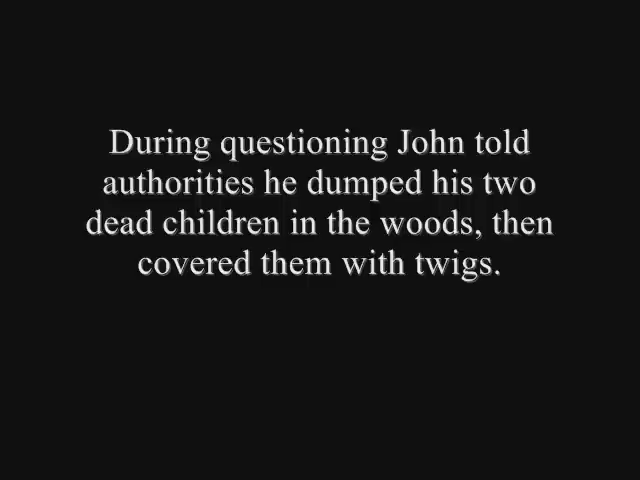 During questioning John told
authorities he dumped his two
dead children in the woods, then
covered them with twigs.